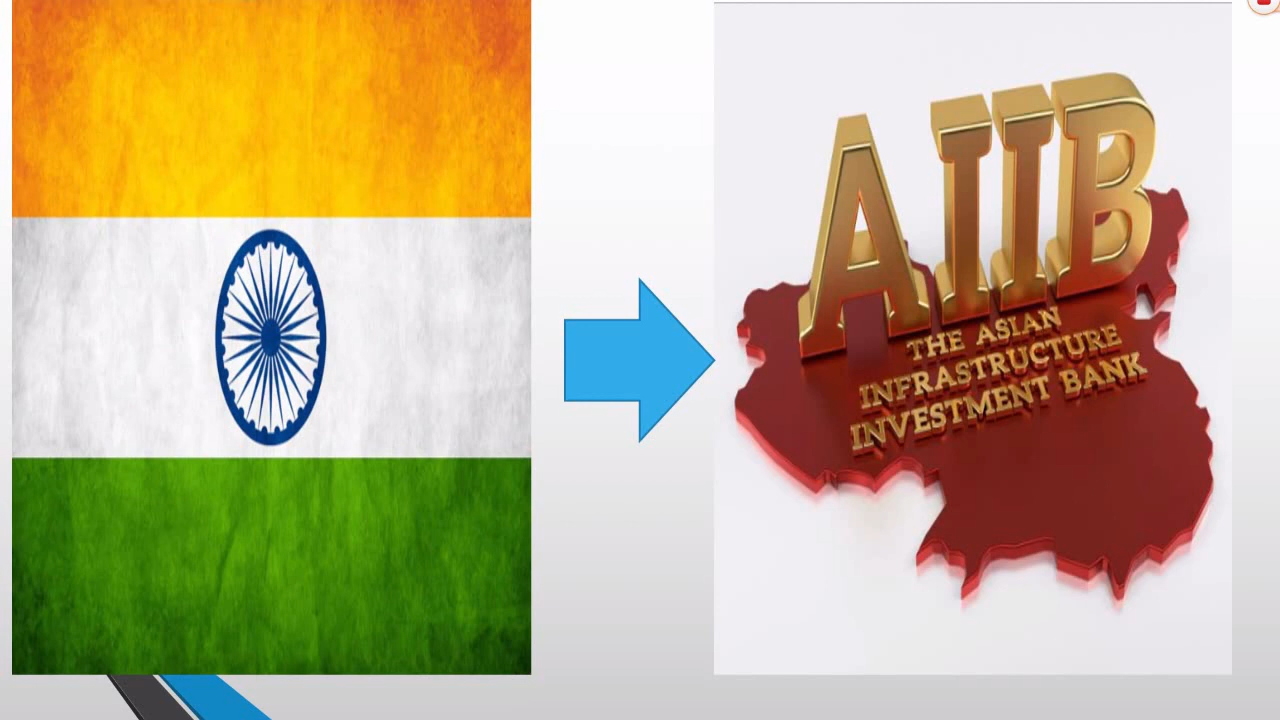 AIIB
THE ASIAN
INFRASTRUCTURE
INVESTMENT BANK